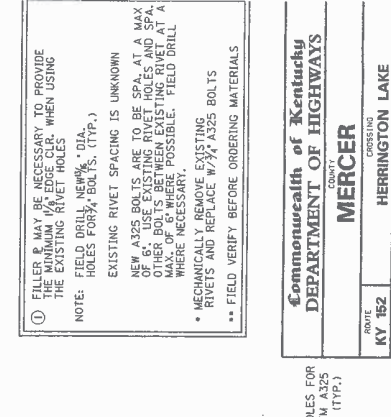 ① FILLER ℙ MAY BE NECESSARY TO PROVIDE
THE MINIMUM 1 1/8" EDGE CLR. WHEN USING
THE EXISTING RIVET HOLES
NOTE: FIELD DRILL NEW " DIA.
HOLES FOR 3/4" BOLTS. (TYP.)
EXISTING RIVET SPACING IS UNKNOWN
NEW A325 BOLTS ARE TO BE SPA. AT A MAX
OF 6". USE EXISTING RIVET HOLES AND SPA.
OTHER BOLTS BETWEEN EXISTING RIVET AT A
MAX. OF 6" WHERE POSSIBLE. FIELD DRILL
WHERE NECESSARY.
* MECHANICALLY REMOVE EXISTING
RIVETS AND REPLACE W/3/4" A325 BOLTS
** FIELD VERIFY BEFORE ORDERING MATERIALS
LES FOR
M A325
(TYP.)
Commonwealth of Kentucky
DEPARTMENT OF HIGHWAYS
COUNTY
MERCER
ROUTE
KY 152
CROSSING
HERRINGTON LAKE